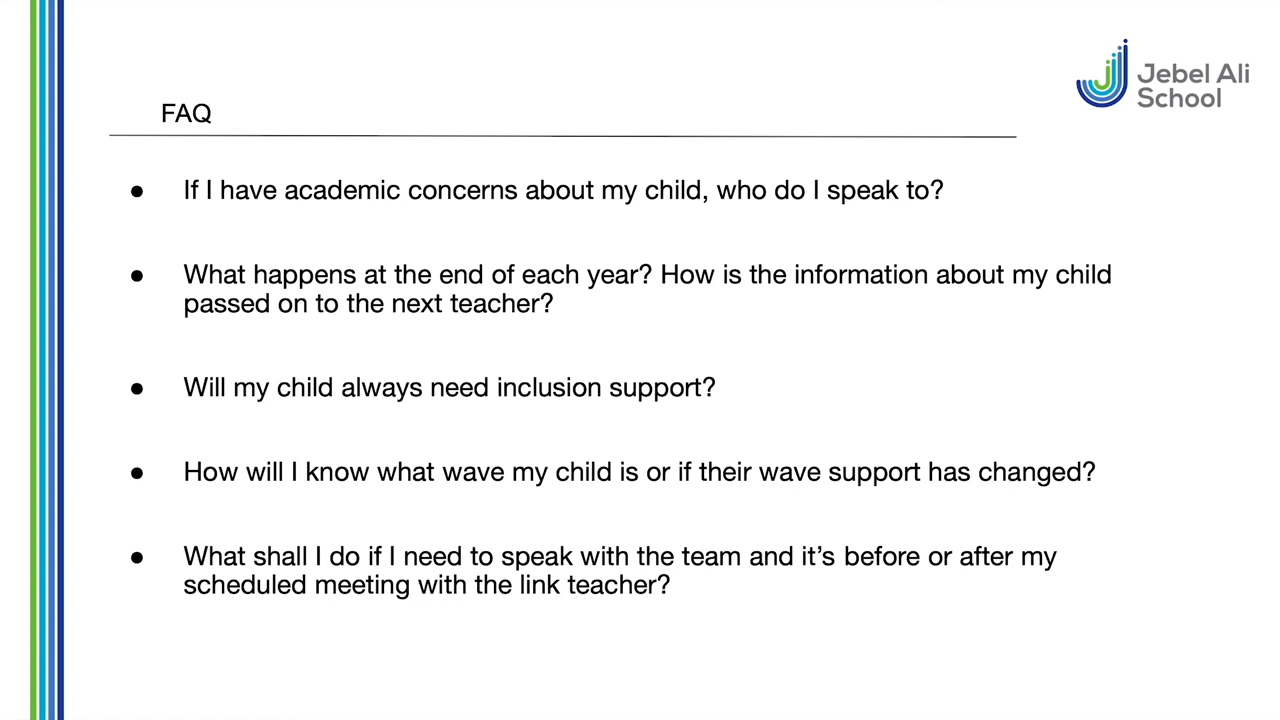 Jebel Ali
School
FAQ
● If I have academic concerns about my child, who do I speak to?
● What happens at the end of each year? How is the information about my child
passed on to the next teacher?
● Will my child always need inclusion support?
● How will I know what wave my child is or if their wave support has changed?
● What shall I do if I need to speak with the team and it’s before or after my
scheduled meeting with the link teacher?